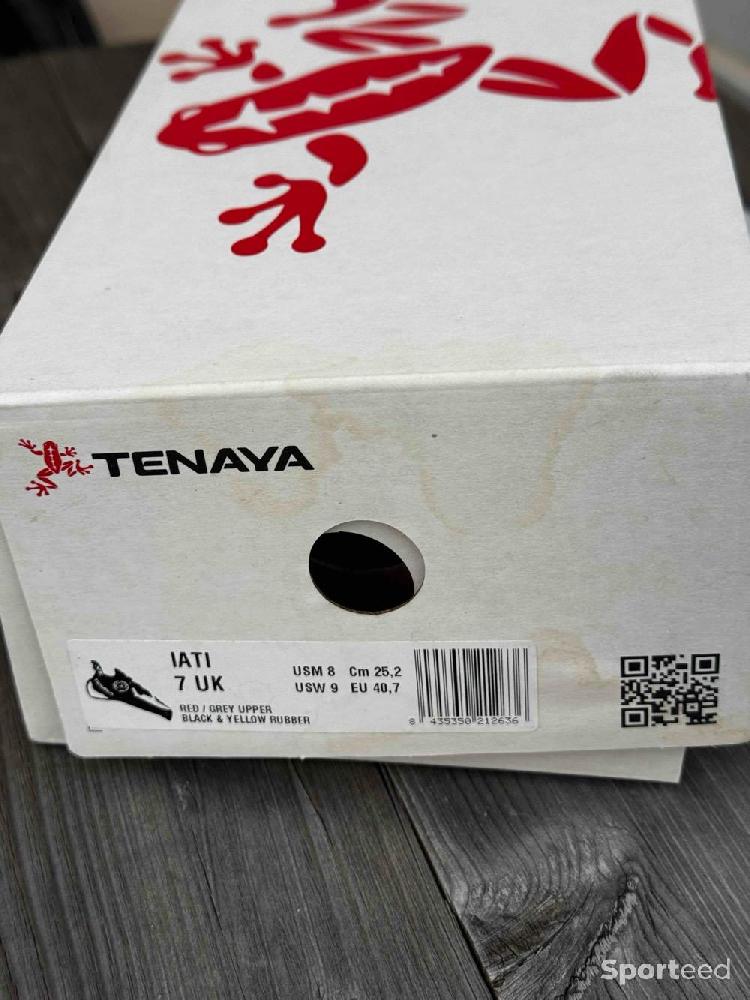 TENAYA
IATI
7 UK
USM 8 Cm 25,2
USW 9 EU 40,7
RED / GREY UPPER
BLACK & YELLOW RUBBER
8 435350 212636
Sporteed